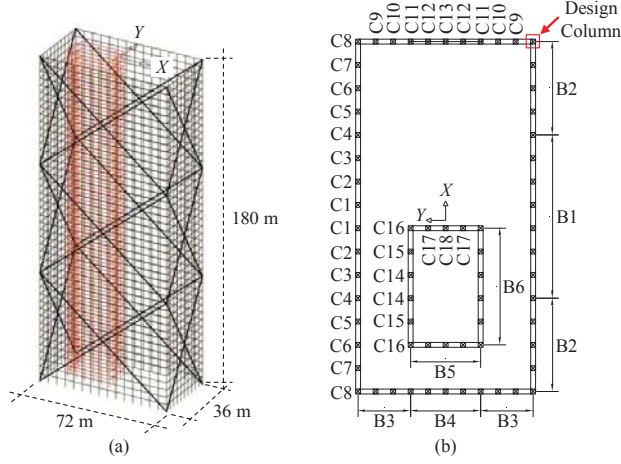 Y
X
180 m
72 m
36 m
(a)
Design
Column
C9
C10
C11
C12
C13
C12
C11
C10
C9
C8
C7
C6
C5
C4
C3
C2
C1
C1
C2
C3
C4
C5
C6
C7
C8
Y
X
C16
C15
C14
C14
C15
C16
C17
C18
C17
B2
B1
B2
B6
B5
B3
B4
B3
(b)